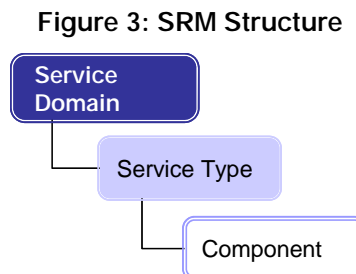 Figure 3: SRM Structure
Service
Domain
Service Type
Component